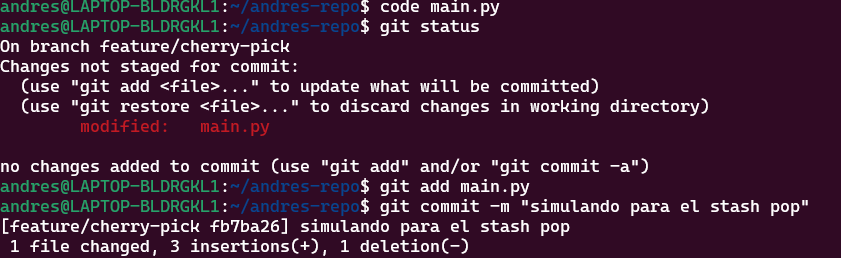 andres@LAPTOP-BLDRGKL1:~/andres-repo$ code main.py
andres@LAPTOP-BLDRGKL1:~/andres-repo$ git status
On branch feature/cherry-pick
Changes not staged for commit:
  (use "git add <file>..." to update what will be committed)
  (use "git restore <file>..." to discard changes in working directory)
        modified:   main.py

no changes added to commit (use "git add" and/or "git commit -a")
andres@LAPTOP-BLDRGKL1:~/andres-repo$ git add main.py
andres@LAPTOP-BLDRGKL1:~/andres-repo$ git commit -m "simulando para el stash pop"
[feature/cherry-pick fb7ba26] simulando para el stash pop
 1 file changed, 3 insertions(+), 1 deletion(-)